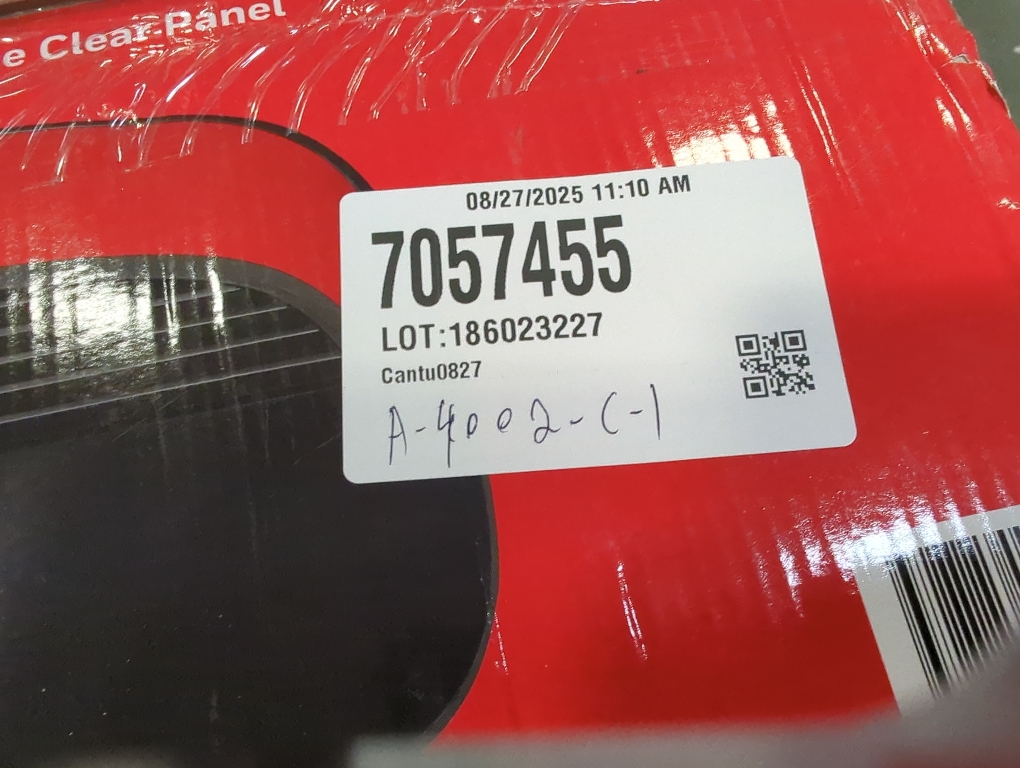 e Clear Panel
08/27/2025 11:10 AM
7057455
LOT:186023227
Cantu0827
A-4002-C-1